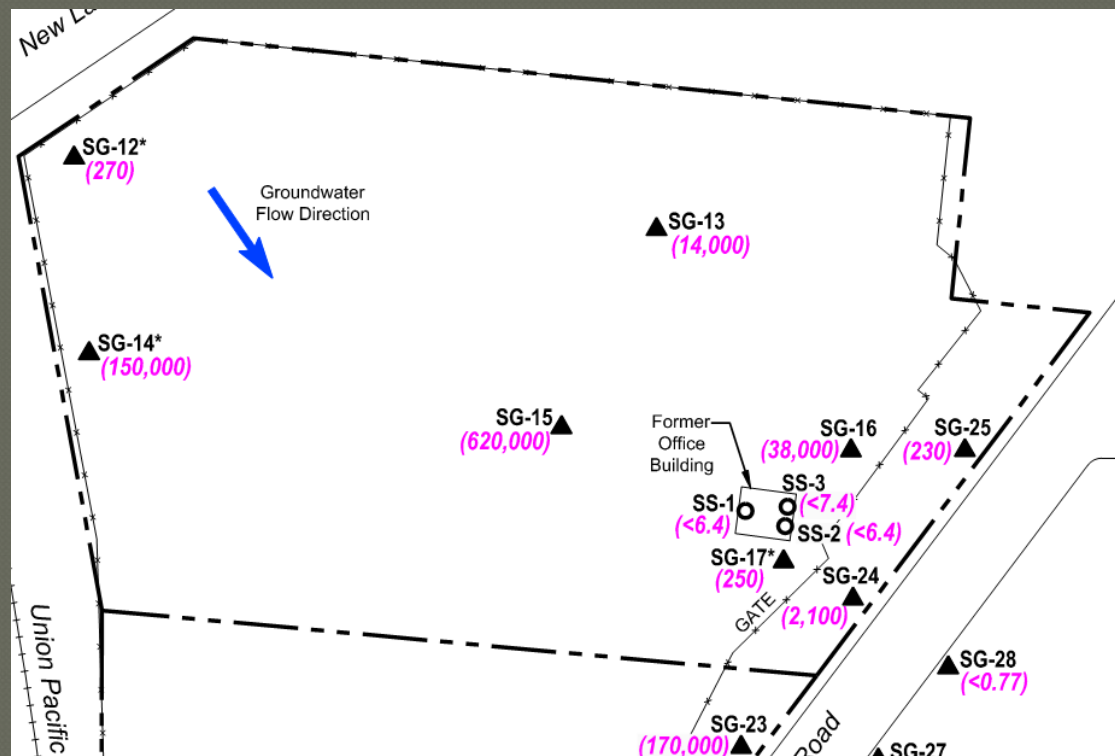 New
SG-12*
(270)
Groundwater
Flow Direction
SG-13
(14,000)
SG-14*
(150,000)
SG-15
(620,000)
Former
Office
Building
SG-16
(38,000)
SG-25
(230)
SS-3
(<7.4)
SS-1
(<6.4)
SS-2 (<6.4)
SG-17*
(250)
SG-24
(2,100)
GATE
Union Pacific
SG-28
(<0.77)
SG-23
(170,000)
Road
SG-27